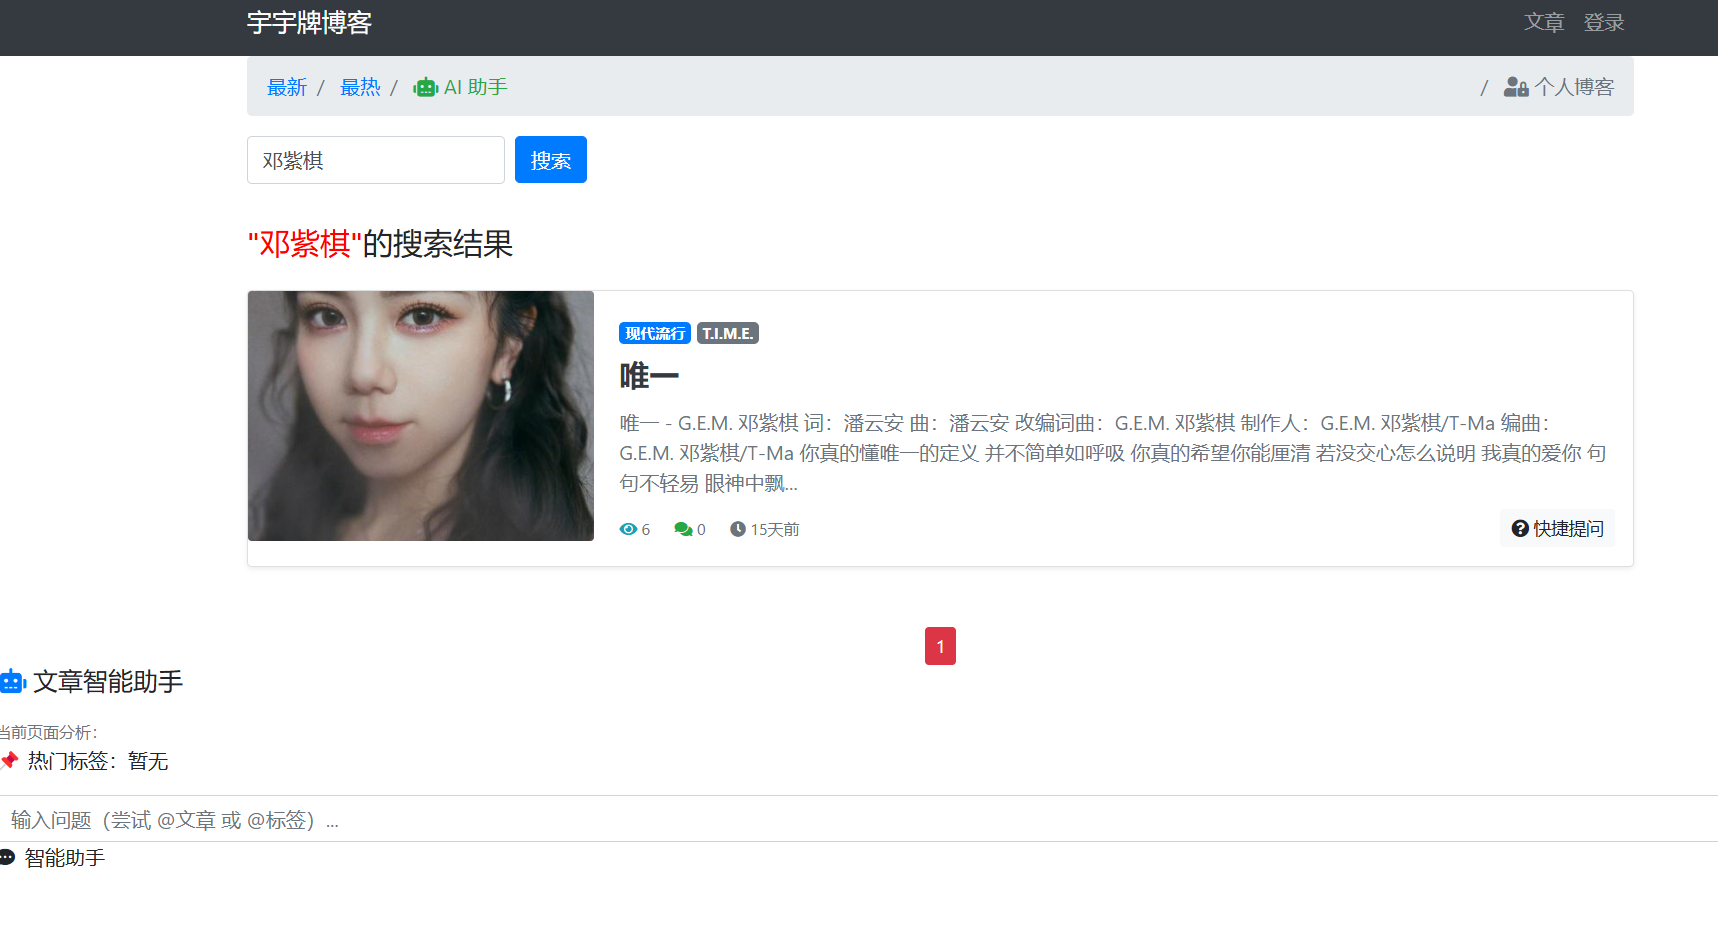 宇宇牌博客
文章 登录
最新 / 最热 / AI 助手
/ 个人博客
邓紫棋 搜索
"邓紫棋"的搜索结果
现代流行 T.I.M.E.
唯一
唯一 - G.E.M. 邓紫棋 词：潘云安 曲：潘云安 改编词曲：G.E.M. 邓紫棋 制作人：G.E.M. 邓紫棋/T-Ma 编曲：
G.E.M. 邓紫棋/T-Ma 你真的懂唯一的定义 并不简单如呼吸 你真的希望你能厘清 若没交心怎么说明 我真的爱你 句
句不轻易 眼神中飘...
6 0 15天前
快捷提问
1
文章智能助手
当前页面分析：
热门标签：暂无
输入问题（尝试 @文章 或 @标签）...
智能助手